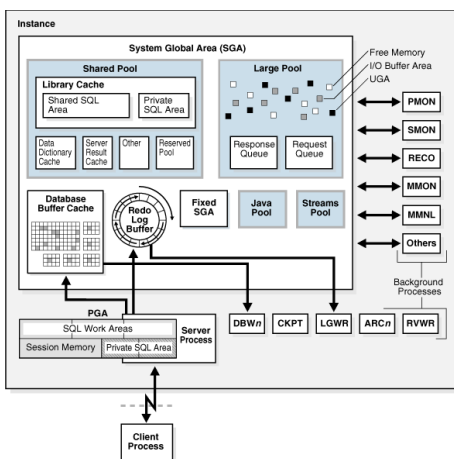 Instance
System Global Area (SGA)
Shared Pool
Library Cache
Shared SQL
Area
Private
SQL Area
Data
Dictionary
Cache
Server
Result
Cache
Other
Reserved
Pool
Large Pool
Response
Queue
Request
Queue
Free Memory
I/O Buffer Area
UGA
Database
Buffer Cache
Redo
Log
Buffer
Fixed
SGA
Java
Pool
Streams
Pool
PMON
SMON
RECO
MMON
MMNL
Others
Background
Processes
DBWn
CKPT
LGWR
ARCn
RVWR
PGA
SQL Work Areas
Session Memory
Private SQL Area
Server
Process
Client
Process